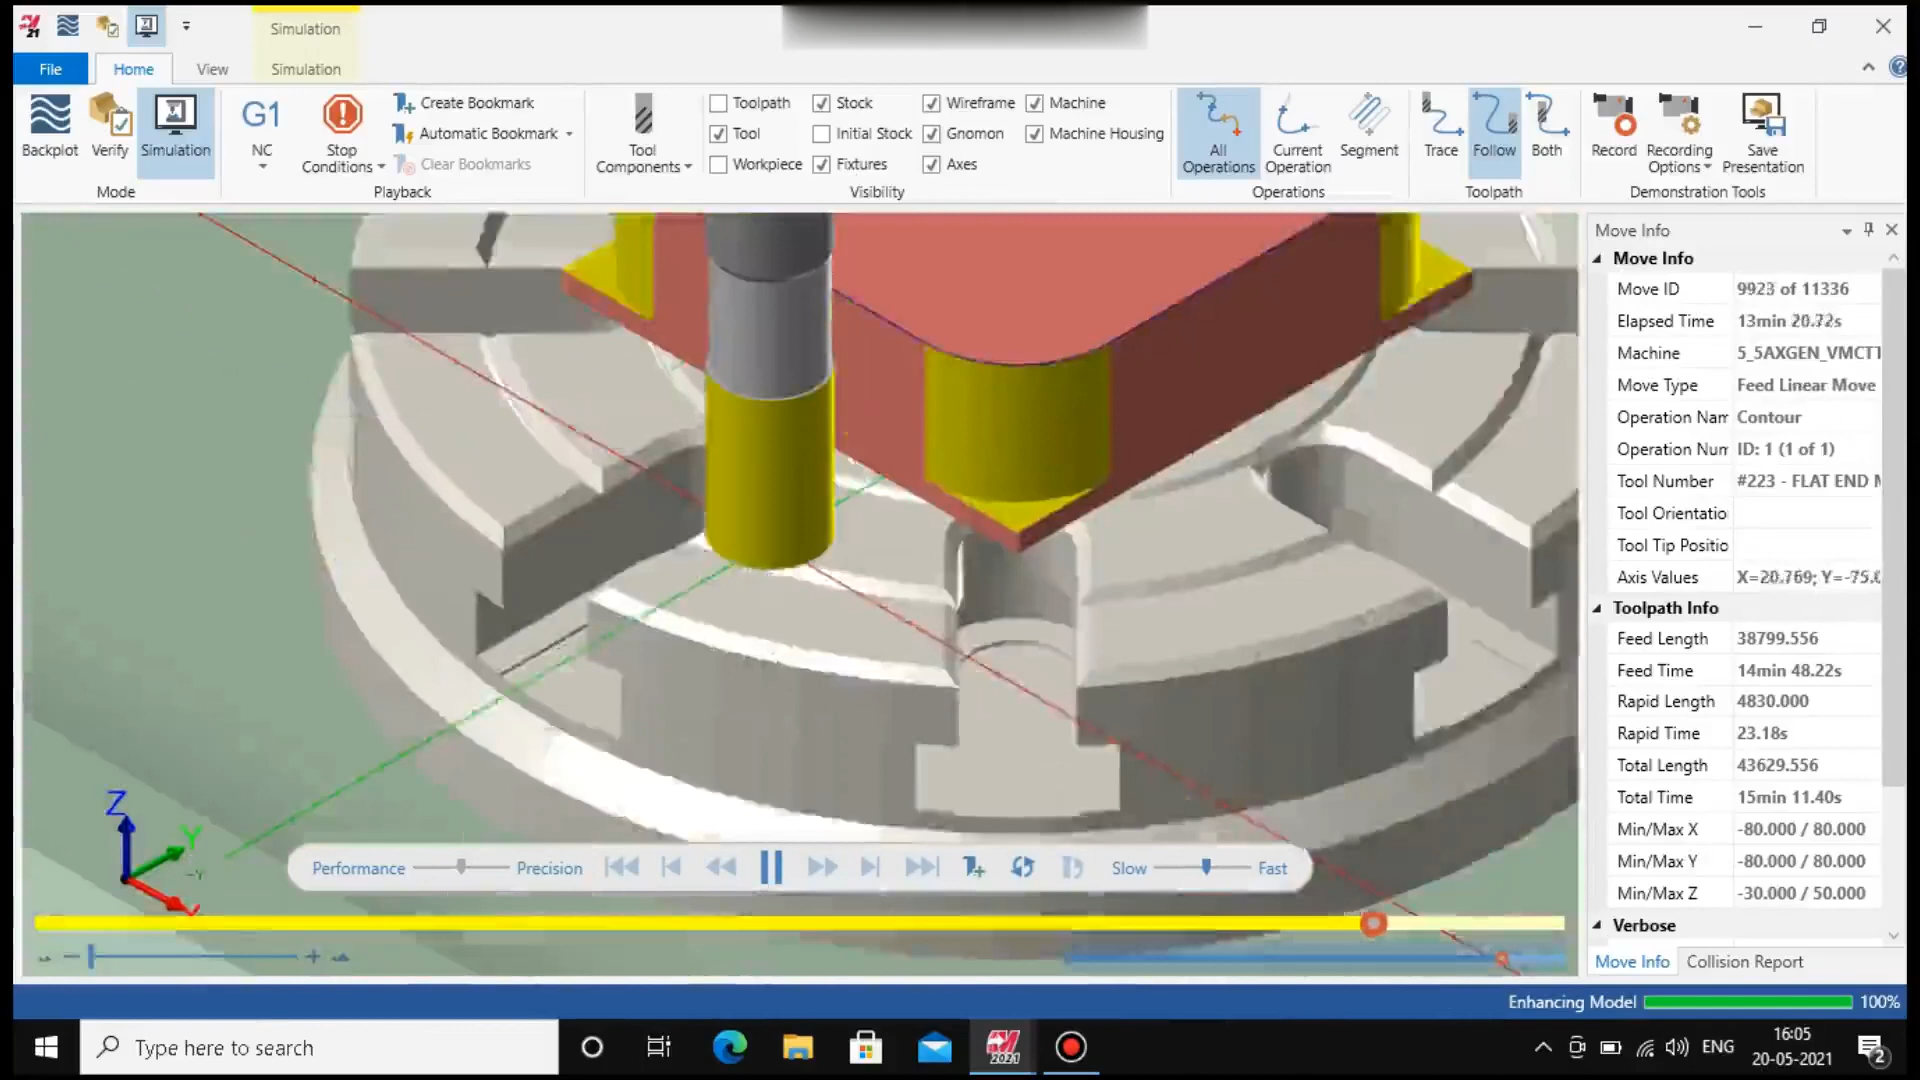 21
Simulation
File
Home
View
Simulation
Backplot
Verify
Simulation
Mode
G1
NC
Stop
Conditions
Create Bookmark
Automatic Bookmark
Clear Bookmarks
Playback
Tool
Components
Toolpath
Tool
Workpiece
Stock
Initial Stock
Fixtures
Wireframe
Gnomon
Axes
Machine
Machine Housing
Visibility
All
Operations
Current
Operation
Segment
Operations
Trace
Follow
Both
Toolpath
Record
Recording
Options
Save
Presentation
Demonstration Tools
Move Info
Move Info
Move ID 9923 of 11336
Elapsed Time 13min 20.72s
Machine 5_5AXGEN_VMCTT
Move Type Feed Linear Move
Operation Nam Contour
Operation Num ID: 1 (1 of 1)
Tool Number #223 - FLAT END M
Tool Orientatio
Tool Tip Positio
Axis Values X=20.769; Y=-75.0
Toolpath Info
Feed Length 38799.556
Feed Time 14min 48.22s
Rapid Length 4830.000
Rapid Time 23.18s
Total Length 43629.556
Total Time 15min 11.40s
Min/Max X -80.000 / 80.000
Min/Max Y -80.000 / 80.000
Min/Max Z -30.000 / 50.000
Verbose
Move Info
Collision Report
Z
Y
Performance
Precision
Slow
Fast
Enhancing Model
100%
Type here to search
2021
ENG
16:05
20-05-2021
2